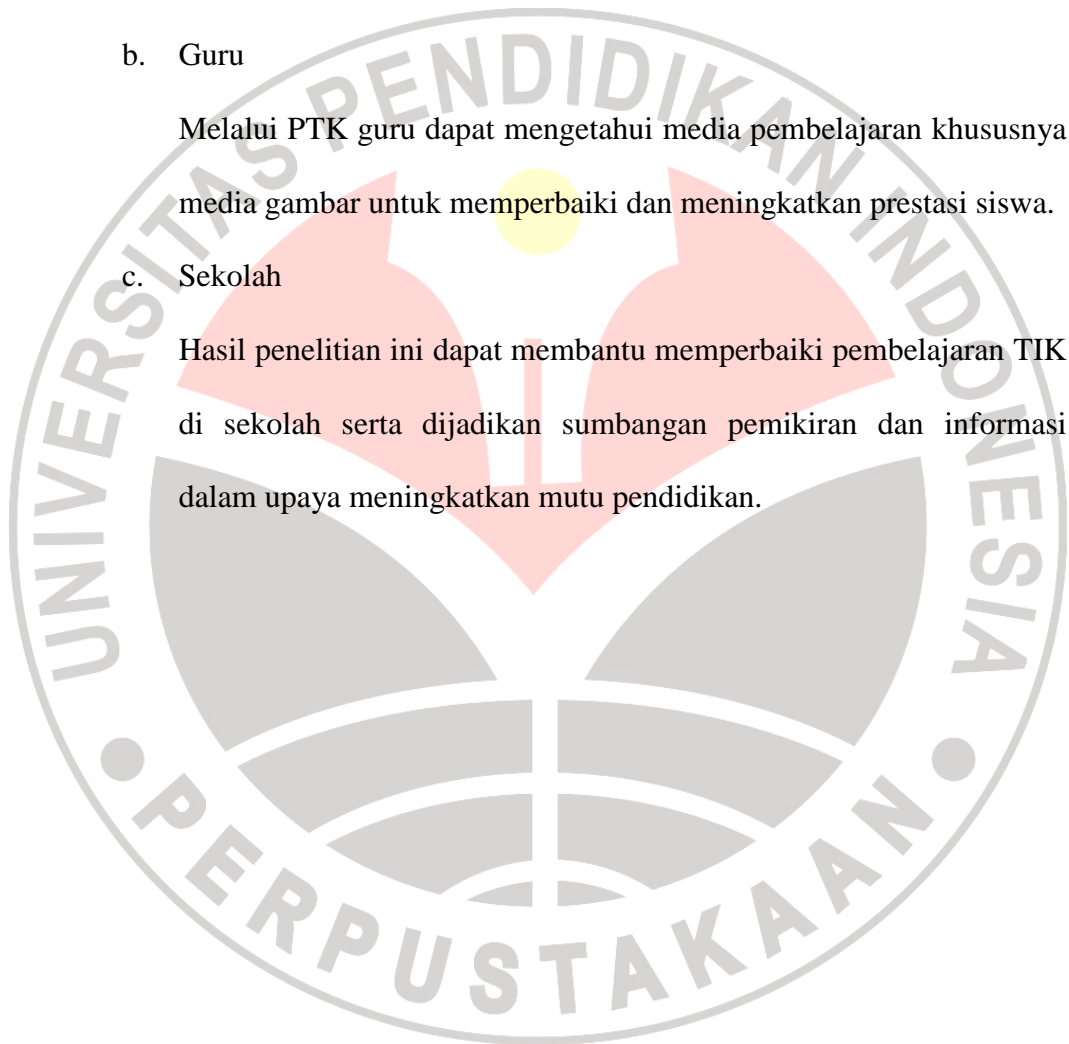 b. Guru
Melalui PTK guru dapat mengetahui media pembelajaran khususnya
media gambar untuk memperbaiki dan meningkatkan prestasi siswa.
c. Sekolah
Hasil penelitian ini dapat membantu memperbaiki pembelajaran TIK
di sekolah serta dijadikan sumbangan pemikiran dan informasi
dalam upaya meningkatkan mutu pendidikan.
UNIVERSITAS PENDIDIKAN INDONESIA
PERPUSTAKAAN